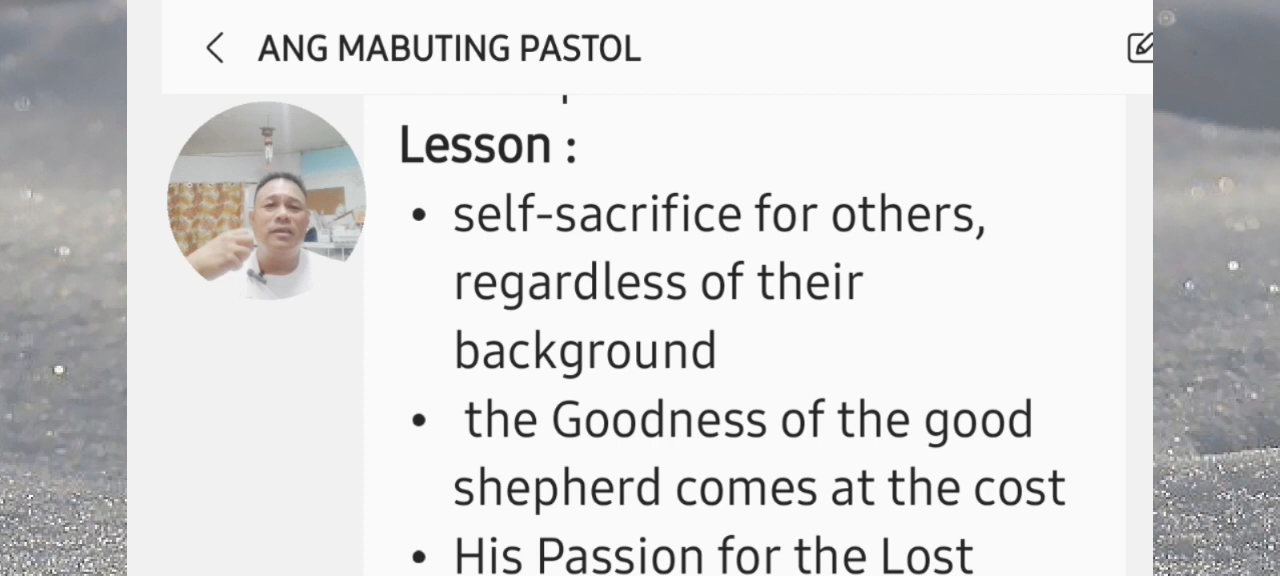 ANG MABUTING PASTOL
Lesson :
• self-sacrifice for others,
regardless of their
background
• the Goodness of the good
shepherd comes at the cost
• His Passion for the Lost